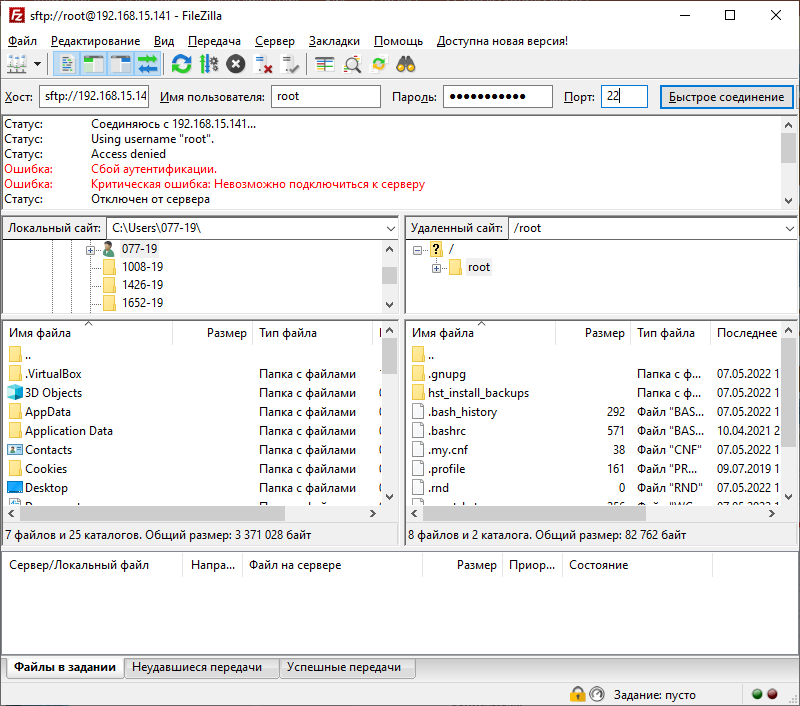 sftp://root@192.168.15.141 - FileZilla
Файл Редактирование Вид Передача Сервер Закладки Помощь Доступна новая версия!
Хост: sftp://192.168.15.14 Имя пользователя: root Пароль: ●●●●●●●●●●● Порт: 22 Быстрое соединение
Статус: Соединяюсь с 192.168.15.141...
Статус: Using username "root".
Статус: Access denied
Ошибка: Сбой аутентификации.
Ошибка: Критическая ошибка: Невозможно подключиться к серверу
Статус: Отключен от сервера
Локальный сайт: C:\Users\077-19\
077-19
1008-19
1426-19
1652-19
Удаленный сайт: /root
/
root
Имя файла Размер Тип файла
..
.VirtualBox Папка с файлами
3D Objects Папка с файлами
AppData Папка с файлами
Application Data Папка с файлами
Contacts Папка с файлами
Cookies Папка с файлами
Desktop Папка с файлами
7 файлов и 25 каталогов. Общий размер: 3 371 028 байт
Имя файла Размер Тип файла Последнее
..
.gnupg Папка с ф... 07.05.2022 1
hst_install_backups Папка с ф... 07.05.2022 1
.bash_history 292 Файл "BAS... 07.05.2022 1
.bashrc 571 Файл "BAS... 10.04.2021 2
.my.cnf 38 Файл "CNF" 07.05.2022 1
.profile 161 Файл "PR... 09.07.2019 1
.rnd 0 Файл "RND" 07.05.2022 1
8 файлов и 2 каталога. Общий размер: 82 762 байт
Сервер/Локальный файл Напра... Файл на сервере Размер Приор... Состояние
Файлы в задании Неудавшиеся передачи Успешные передачи
Задание: пусто